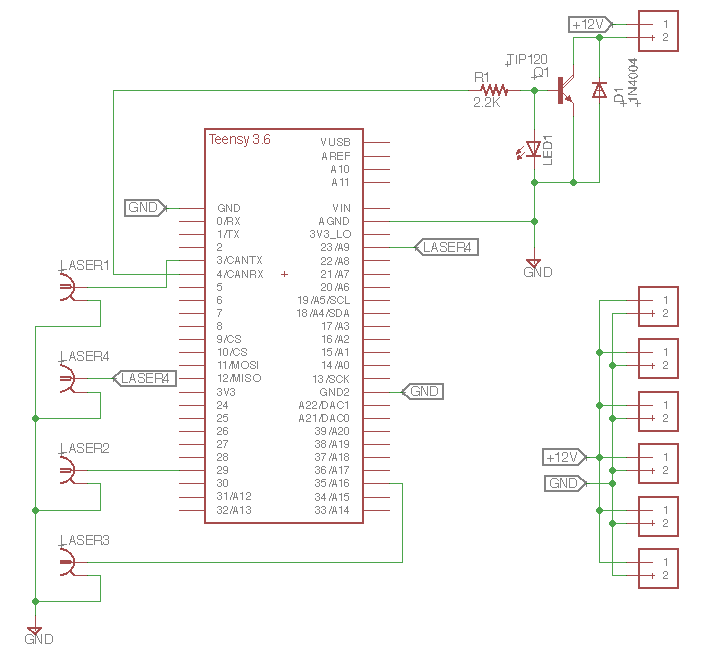 +12V
1
2
TIP120
Q1
R1
2.2K
D1
1N4004
LED1
GND
Teensy 3.6
VUSB
AREF
A10
A11
GND
GND
VIN
0/RX
AGND
1/TX
3V3_LO
2
23/A9
LASER4
3/CANTX
22/A8
4/CANRX
21/A7
5
20/A6
6
19/A5/SCL
7
18/A4/SDA
8
17/A3
9/CS
16/A2
10/CS
15/A1
11/MOSI
14/A0
12/MISO
13/SCK
3V3
GND2
GND
24
A22/DAC1
25
A21/DAC0
26
39/A20
27
38/A19
28
37/A18
29
36/A17
30
35/A16
31/A12
34/A15
32/A13
33/A14
LASER1
LASER4
LASER4
LASER2
LASER3
GND
1
2
1
2
1
2
+12V
1
2
GND
1
2
1
2